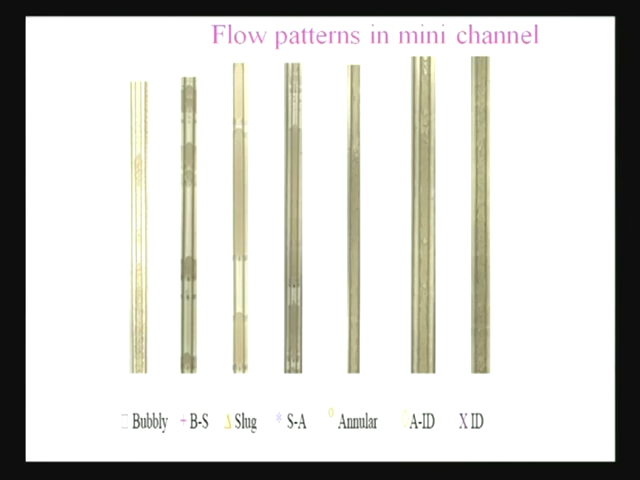 Flow patterns in mini channel
□ Bubbly + B-S Δ Slug * S-A ○ Annular ◇ A-ID X ID